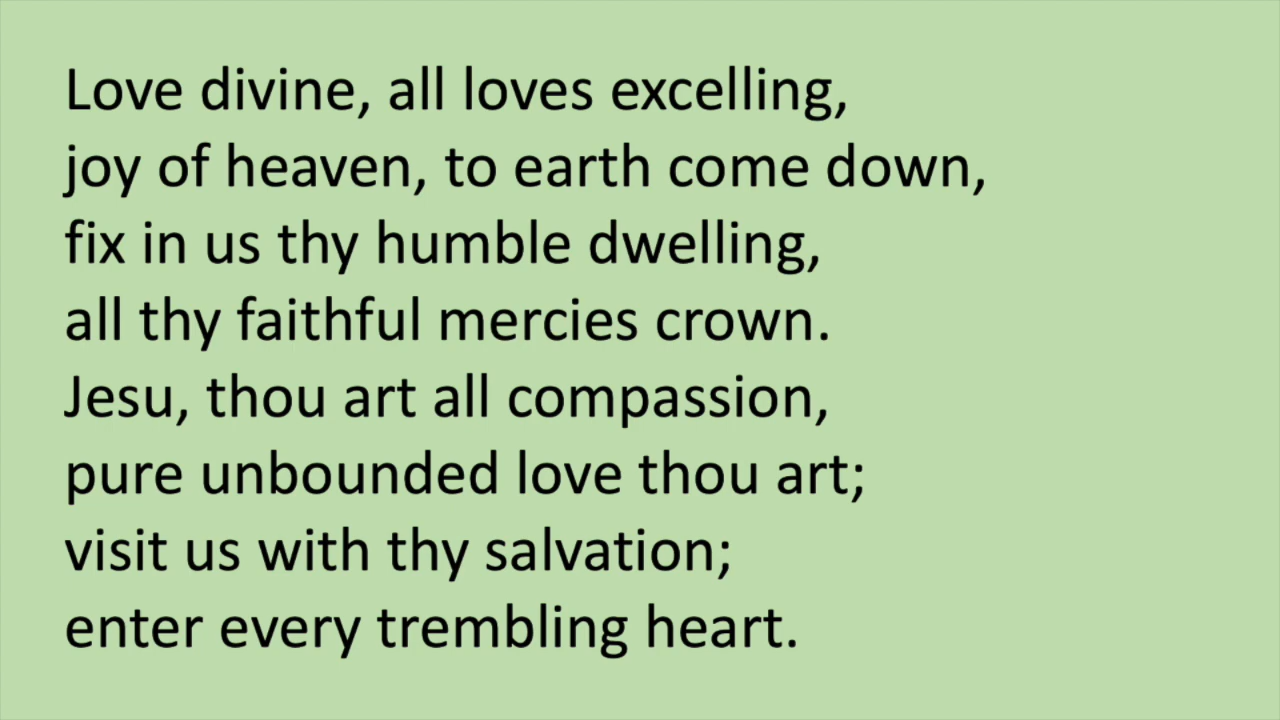 Love divine, all loves excelling,
joy of heaven, to earth come down,
fix in us thy humble dwelling,
all thy faithful mercies crown.
Jesu, thou art all compassion,
pure unbounded love thou art;
visit us with thy salvation;
enter every trembling heart.